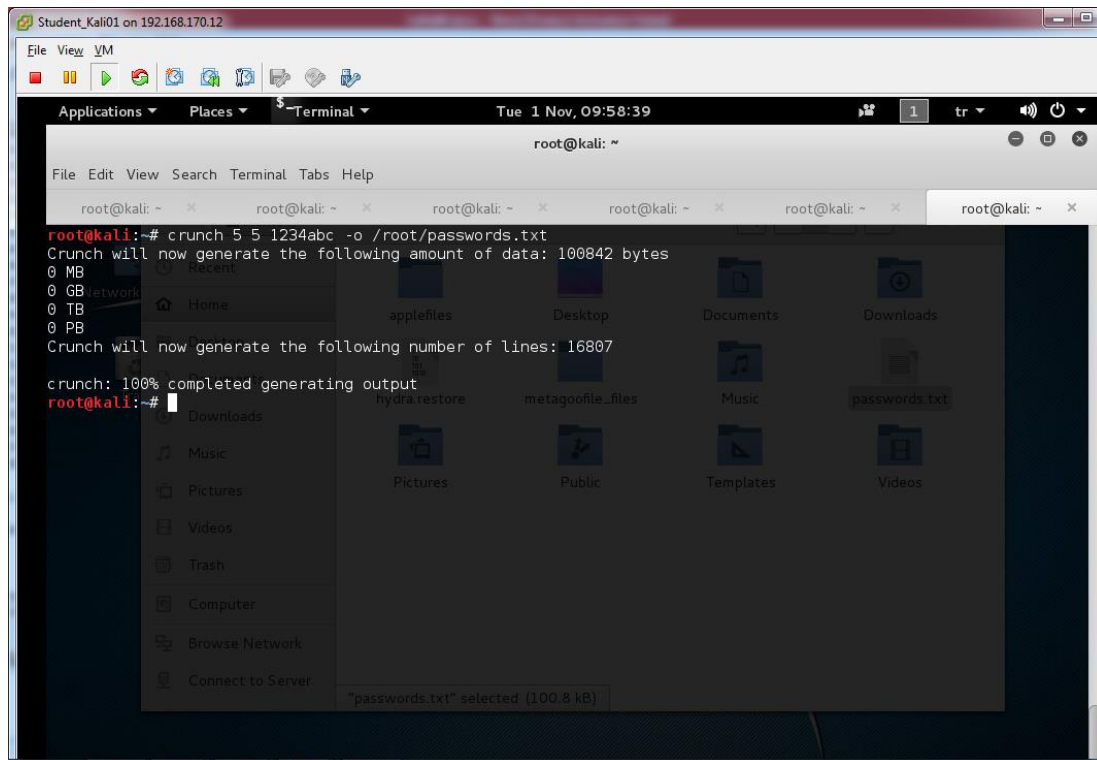 Student_Kali01 on 192.168.170.12
File View VM
Applications Places $_Terminal Tue 1 Nov, 09:58:39 1 tr
root@kali: ~
File Edit View Search Terminal Tabs Help
root@kali: ~ × root@kali: ~ × root@kali: ~ × root@kali: ~ × root@kali: ~ × root@kali: ~ ×
root@kali:~# crunch 5 5 1234abc -o /root/passwords.txt
Crunch will now generate the following amount of data: 100842 bytes
0 MB
0 GB
0 TB
0 PB
Crunch will now generate the following number of lines: 16807
crunch: 100% completed generating output
root@kali:~#
Recent
Network
Home
applefiles Desktop Documents Downloads
hydra.restore metagoofile_files Music passwords.txt
Downloads
Music
Pictures Public Templates Videos
Pictures
Videos
Trash
Computer
Browse Network
Connect to Server
"passwords.txt" selected (100.8 kB)